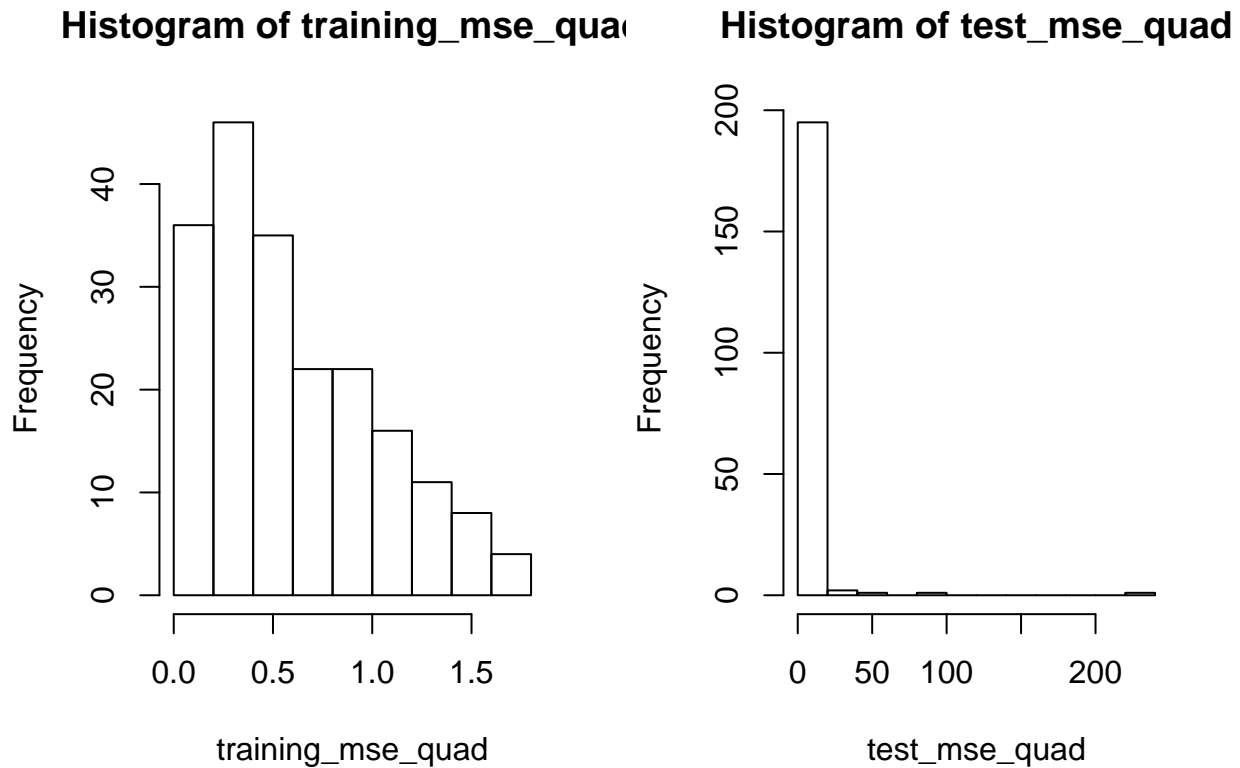 Histogram of training_mse_quad
Frequency
0 10 20 30 40
0.0 0.5 1.0 1.5
training_mse_quad
Histogram of test_mse_quad
Frequency
0 50 100 150 200
0 50 100 200
test_mse_quad